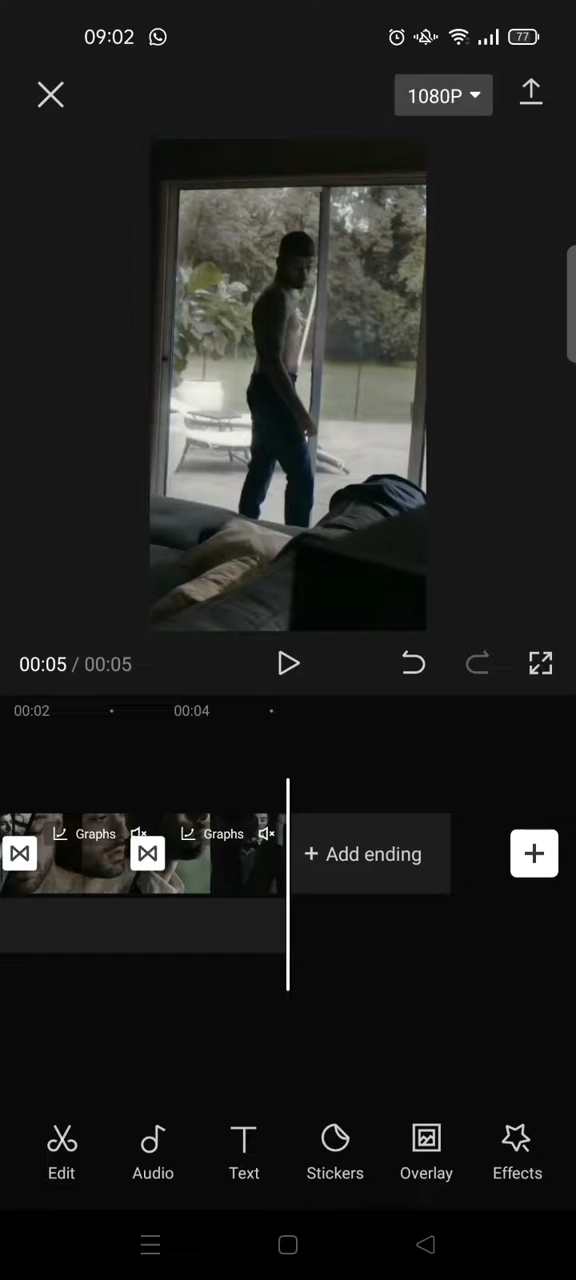 09:02
77
1080P
00:05 / 00:05
00:02 00:04
Graphs Graphs
+ Add ending
Edit Audio Text Stickers Overlay Effects